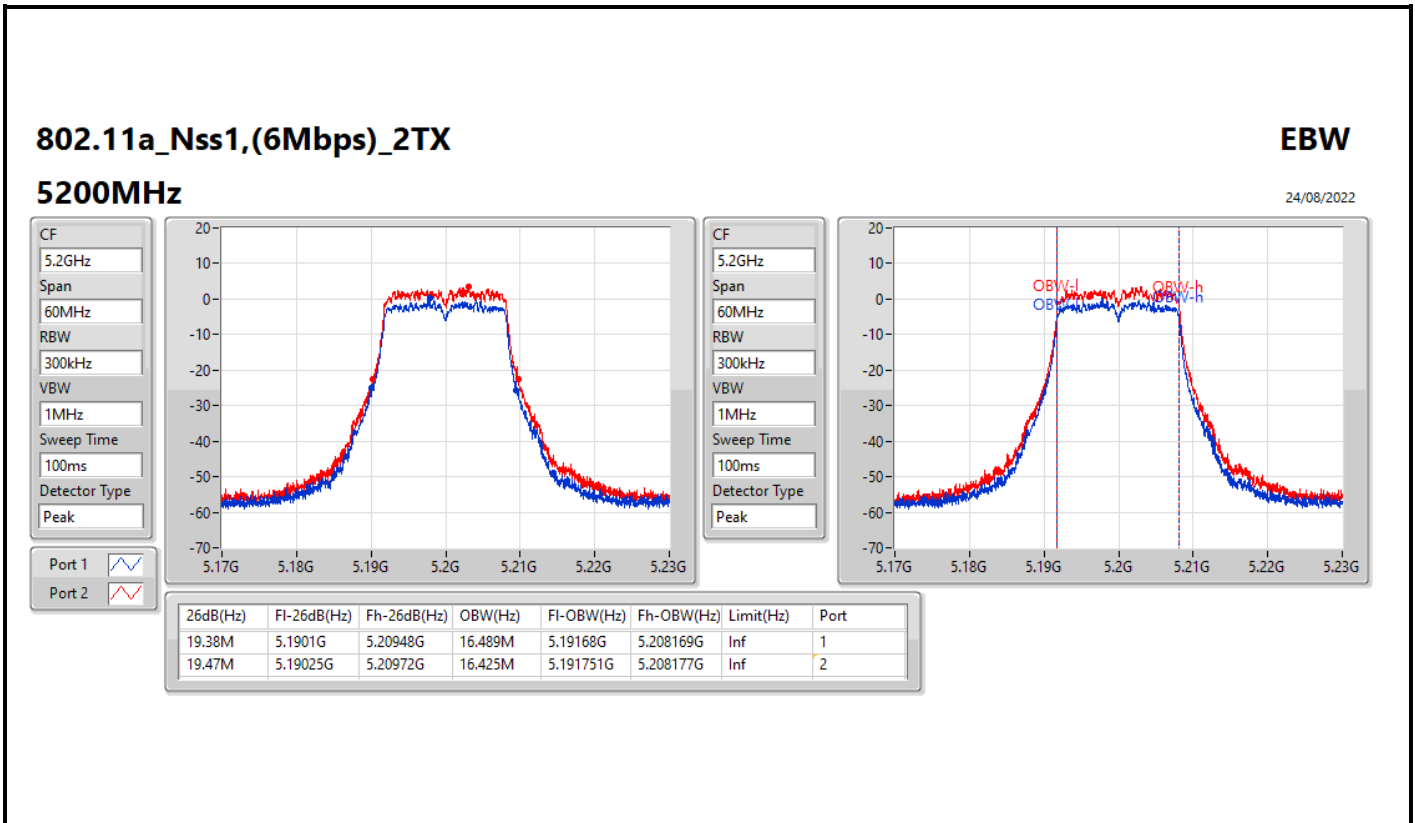 802.11a_Nss1,(6Mbps)_2TX
EBW
5200MHz
24/08/2022
CF
5.2GHz
Span
60MHz
RBW
300kHz
VBW
1MHz
Sweep Time
100ms
Detector Type
Peak
Port 1
Port 2
20
10
0
-10
-20
-30
-40
-50
-60
-70
5.17G 5.18G 5.19G 5.2G 5.21G 5.22G 5.23G
CF
5.2GHz
Span
60MHz
RBW
300kHz
VBW
1MHz
Sweep Time
100ms
Detector Type
Peak
20
10
0
-10
-20
-30
-40
-50
-60
-70
OBW-l OBW-h
OBW-h
5.17G 5.18G 5.19G 5.2G 5.21G 5.22G 5.23G
26dB(Hz) Fl-26dB(Hz) Fh-26dB(Hz) OBW(Hz) Fl-OBW(Hz) Fh-OBW(Hz) Limit(Hz) Port
19.38M 5.1901G 5.20948G 16.489M 5.19168G 5.208169G Inf 1
19.47M 5.19025G 5.20972G 16.425M 5.191751G 5.208177G Inf 2